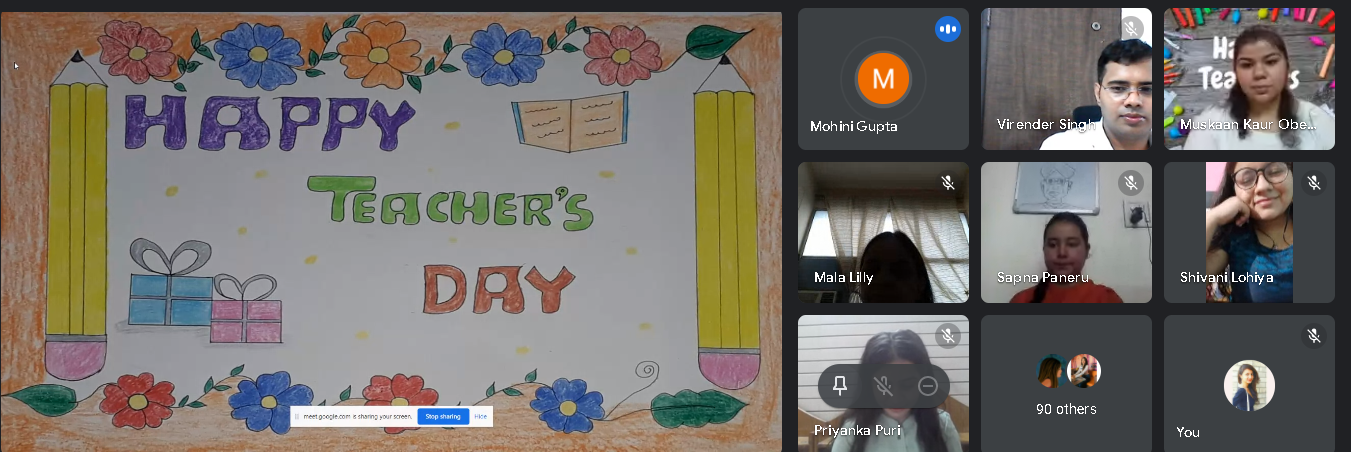 HAPPY
TEACHER'S
DAY
meet.google.com is sharing your screen.
Stop sharing
Hide
M
Mohini Gupta
Virender Singh
Muskaan Kaur Obe...
Mala Lilly
Sapna Paneru
Shivani Lohiya
Priyanka Puri
90 others
You